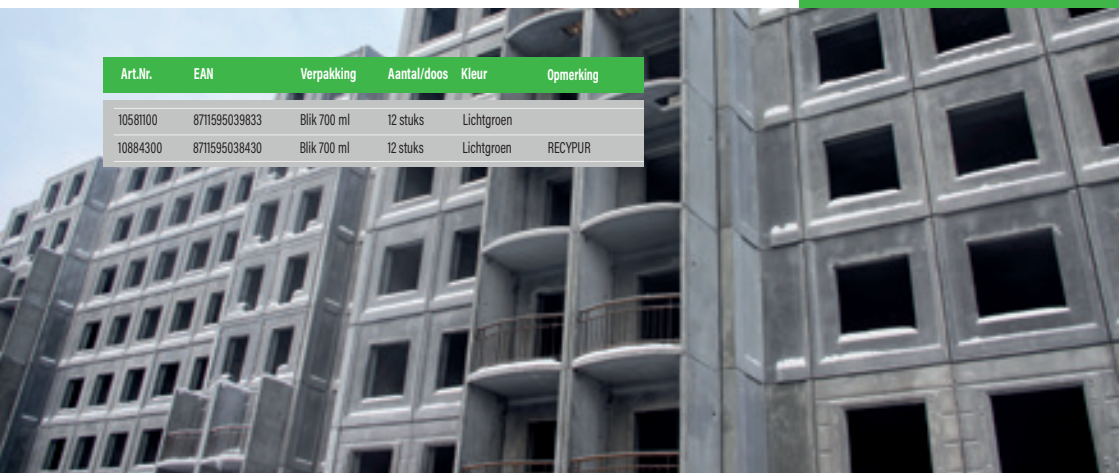 Art.Nr. EAN Verpakking Aantal/doos Kleur Opmerking
10581100 8711595039833 Blik 700 ml 12 stuks Lichtgroen
10884300 8711595038430 Blik 700 ml 12 stuks Lichtgroen RECYPUR